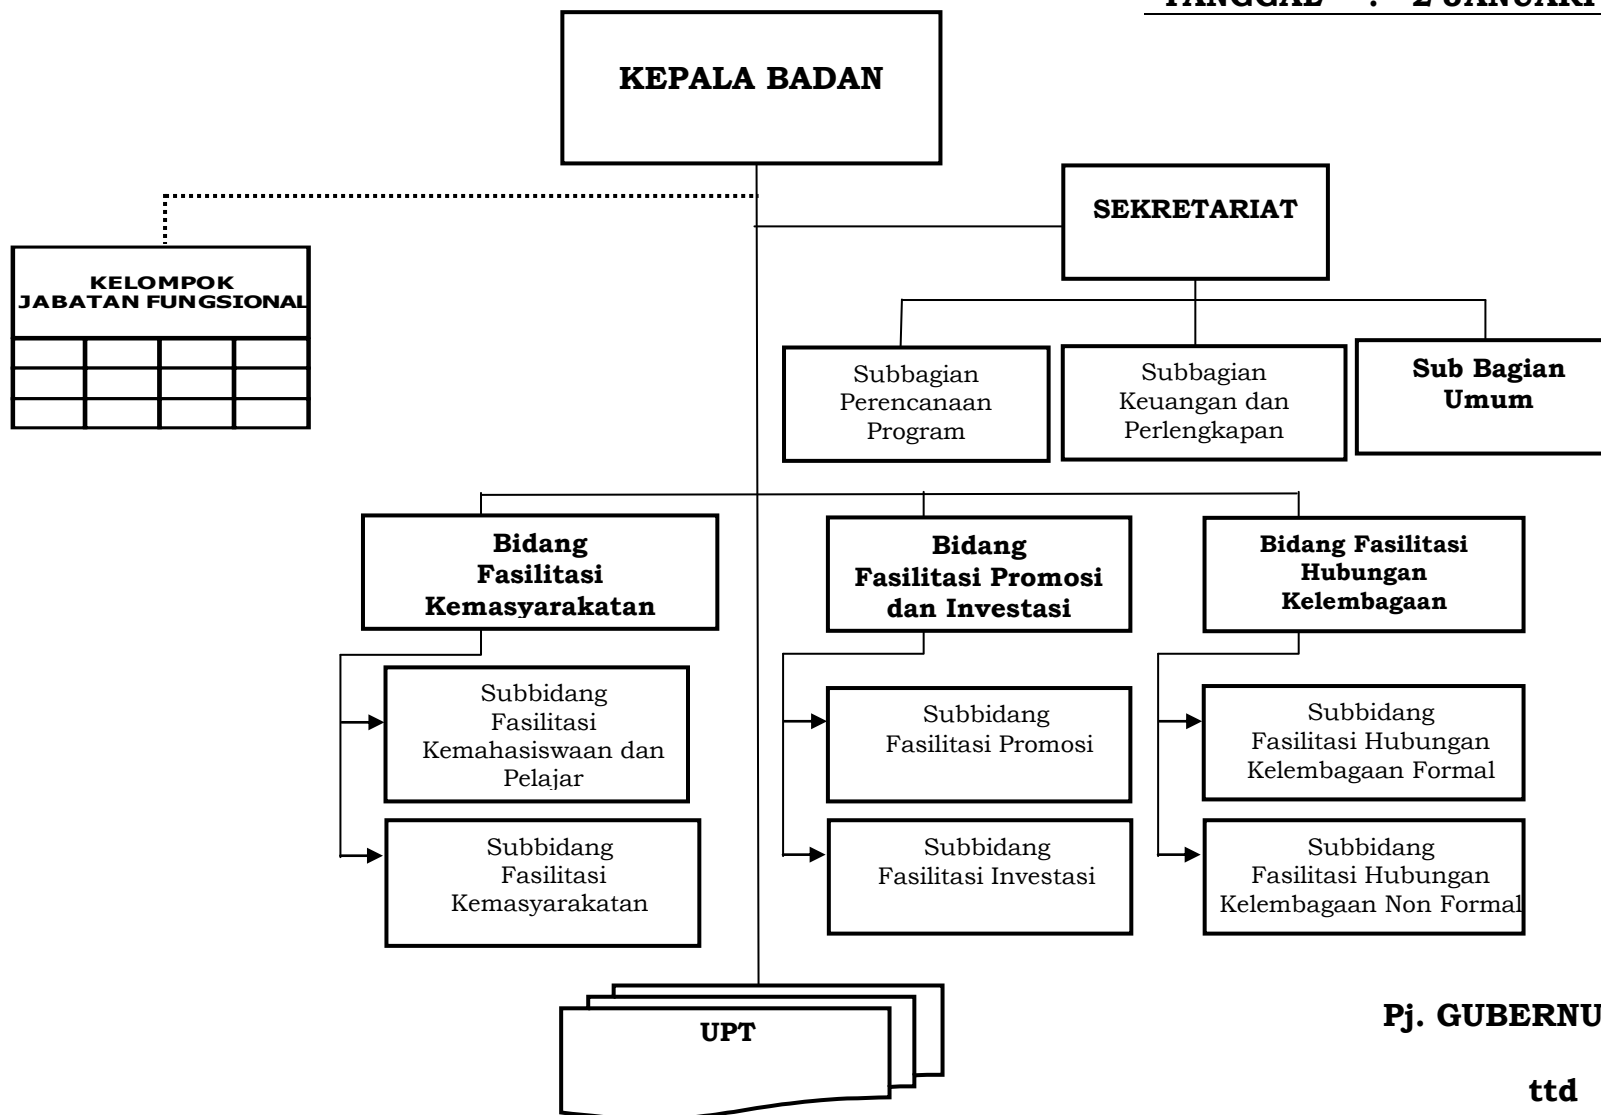 TANGGAL : 2 JANUARI
KEPALA BADAN
SEKRETARIAT
KELOMPOK
JABATAN FUNGSIONAL
Subbagian
Perencanaan
Program
Subbagian
Keuangan dan
Perlengkapan
Sub Bagian
Umum
Bidang
Fasilitasi
Kemasyarakatan
Bidang
Fasilitasi Promosi
dan Investasi
Bidang Fasilitasi
Hubungan
Kelembagaan
Subbidang
Fasilitasi
Kemahasiswaan dan
Pelajar
Subbidang
Fasilitasi Promosi
Subbidang
Fasilitasi Hubungan
Kelembagaan Formal
Subbidang
Fasilitasi
Kemasyarakatan
Subbidang
Fasilitasi Investasi
Subbidang
Fasilitasi Hubungan
Kelembagaan Non Formal
UPT
Pj. GUBERNU
ttd